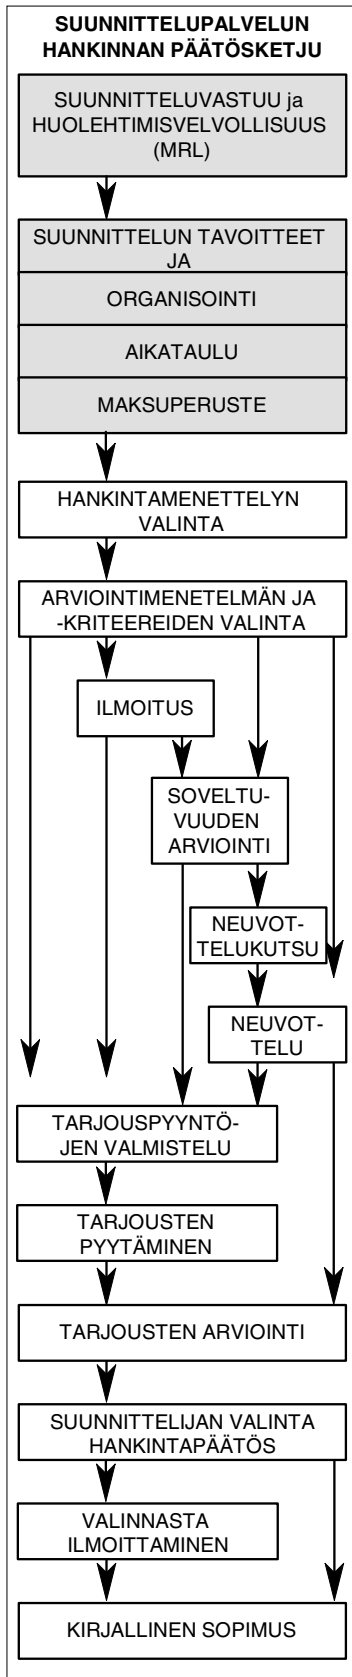 SUUNNITTELUPALVELUN
HANKINNAN PÄÄTÖSKETJU
SUUNNITTELUVASTUU ja
HUOLEHTIMISVELVOLLISUUS
(MRL)
SUUNNITTELUN TAVOITTEET
JA
ORGANISOINTI
AIKATAULU
MAKSUPERUSTE
HANKINTAMENETTELYN
VALINTA
ARVIOINTIMENETELMÄN JA
-KRITEEREIDEN VALINTA
ILMOITUS
SOVELTU-
VUUDEN
ARVIOINTI
NEUVOT-
TELUKUTSU
NEUVOT-
TELU
TARJOUSPYYNTÖ-
JEN VALMISTELU
TARJOUSTEN
PYYTÄMINEN
TARJOUSTEN ARVIOINTI
SUUNNITTELIJAN VALINTA
HANKINTAPÄÄTÖS
VALINNASTA
ILMOITTAMINEN
KIRJALLINEN SOPIMUS